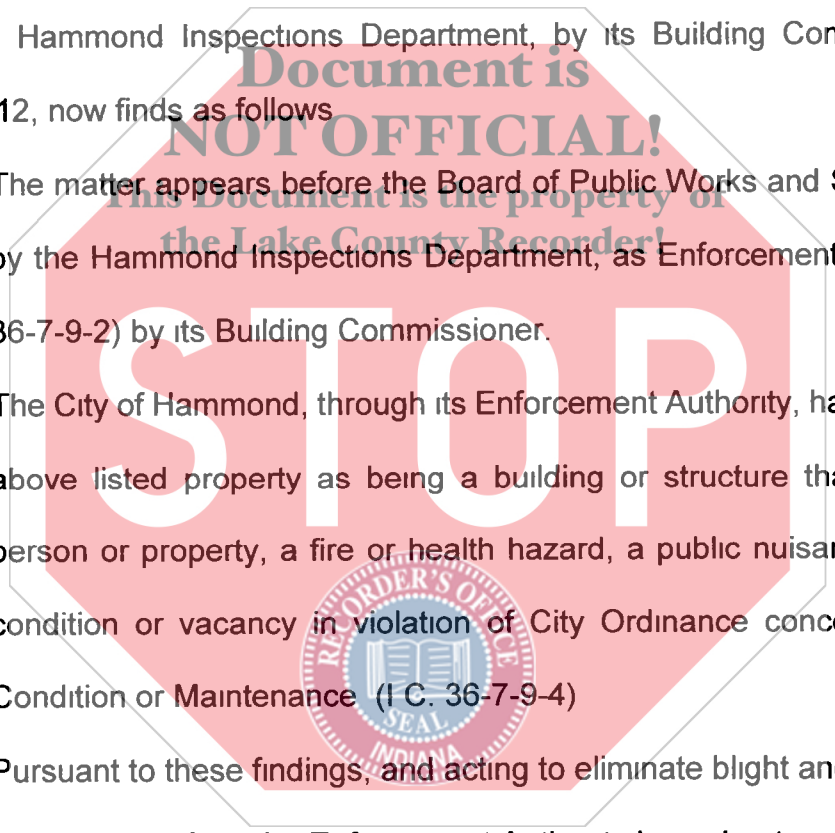 Hammond Inspections Department, by its Building Com
Document is
12, now finds as follows
NOT OFFICIAL!
The matter appears before the Board of Public Works and S
This Document is the property of
by the Hammond Inspections Department, as Enforcement
the Lake County Recorder!
36-7-9-2) by its Building Commissioner.
STOP
The City of Hammond, through its Enforcement Authority, ha
above listed property as being a building or structure tha
person or property, a fire or health hazard, a public nuisan
condition or vacancy in violation of City Ordinance conce
RECORDER'S OFFICE
Condition or Maintenance (I C. 36-7-9-4)
SEAL
INDIANA
Pursuant to these findings, and acting to eliminate blight an